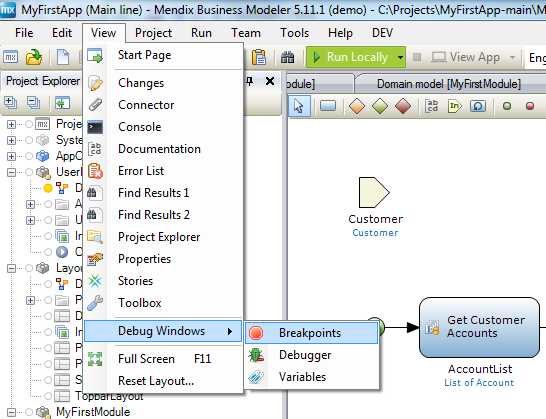 mx MyFirstApp (Main line) - Mendix Business Modeler 5.11.1 (demo) - C:\Projects\MyFirstApp-main\M
File Edit View Project Run Team Tools Help DEV
Run Locally View Eng
Project Explorer
Start Page
Changes
Connector
Console
Documentation
Error List
Find Results 1
Find Results 2
Project Explorer
Properties
Stories
Toolbox
Debug Windows
Full Screen F11
Reset Layout...
Breakpoints
Debugger
Variables
odule] Domain model [MyFirstModule]
Customer
Customer
Get Customer
Accounts
AccountList
List of Account
mx Proje
Syste
AppC
UserI
D
A
U
In
C
Layo
D
P
D
In
P
P
S
TopbarLayout
MyFirstModule